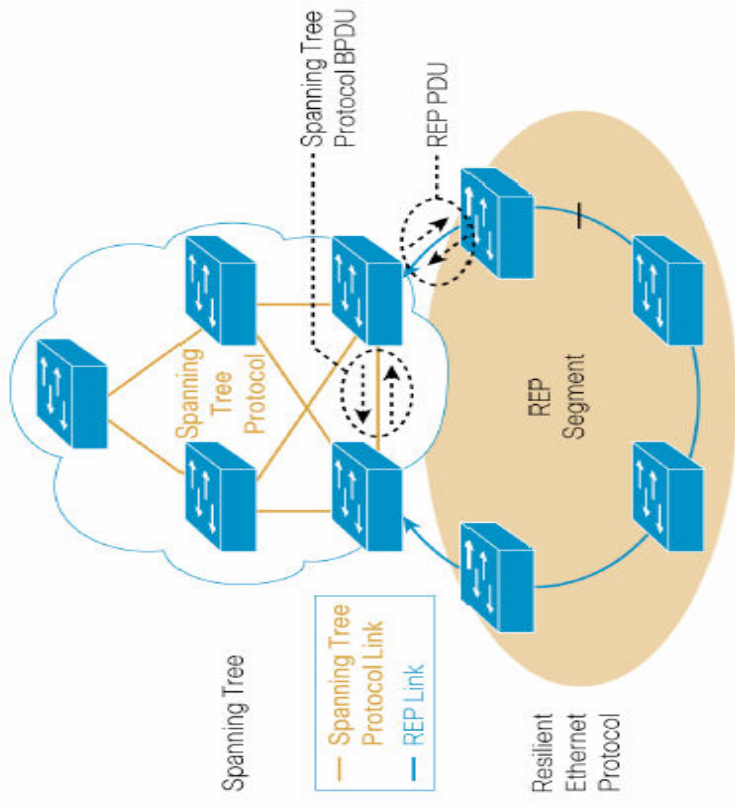 Spanning Tree
Spanning Tree
Protocol Link
REP Link
Resilient
Ethernet
Protocol
Spanning
Tree
Protocol
REP
Segment
Spanning Tree
Protocol BPDU
REP PDU